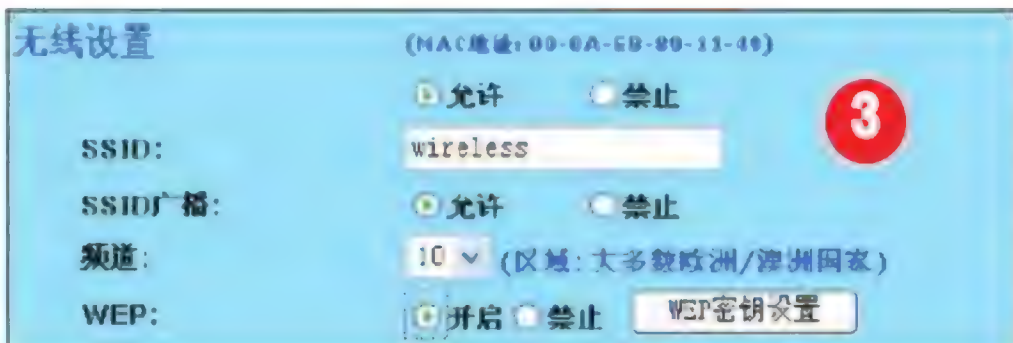 无线设置 (MAC地址: 00-0A-EB-80-11-40)
允许 禁止
3
SSID: wireless
SSID广播: 允许 禁止
频道: 10 (区域: 大多数欧洲/澳洲国家)
WEP: 开启 禁止 WEP密钥设置